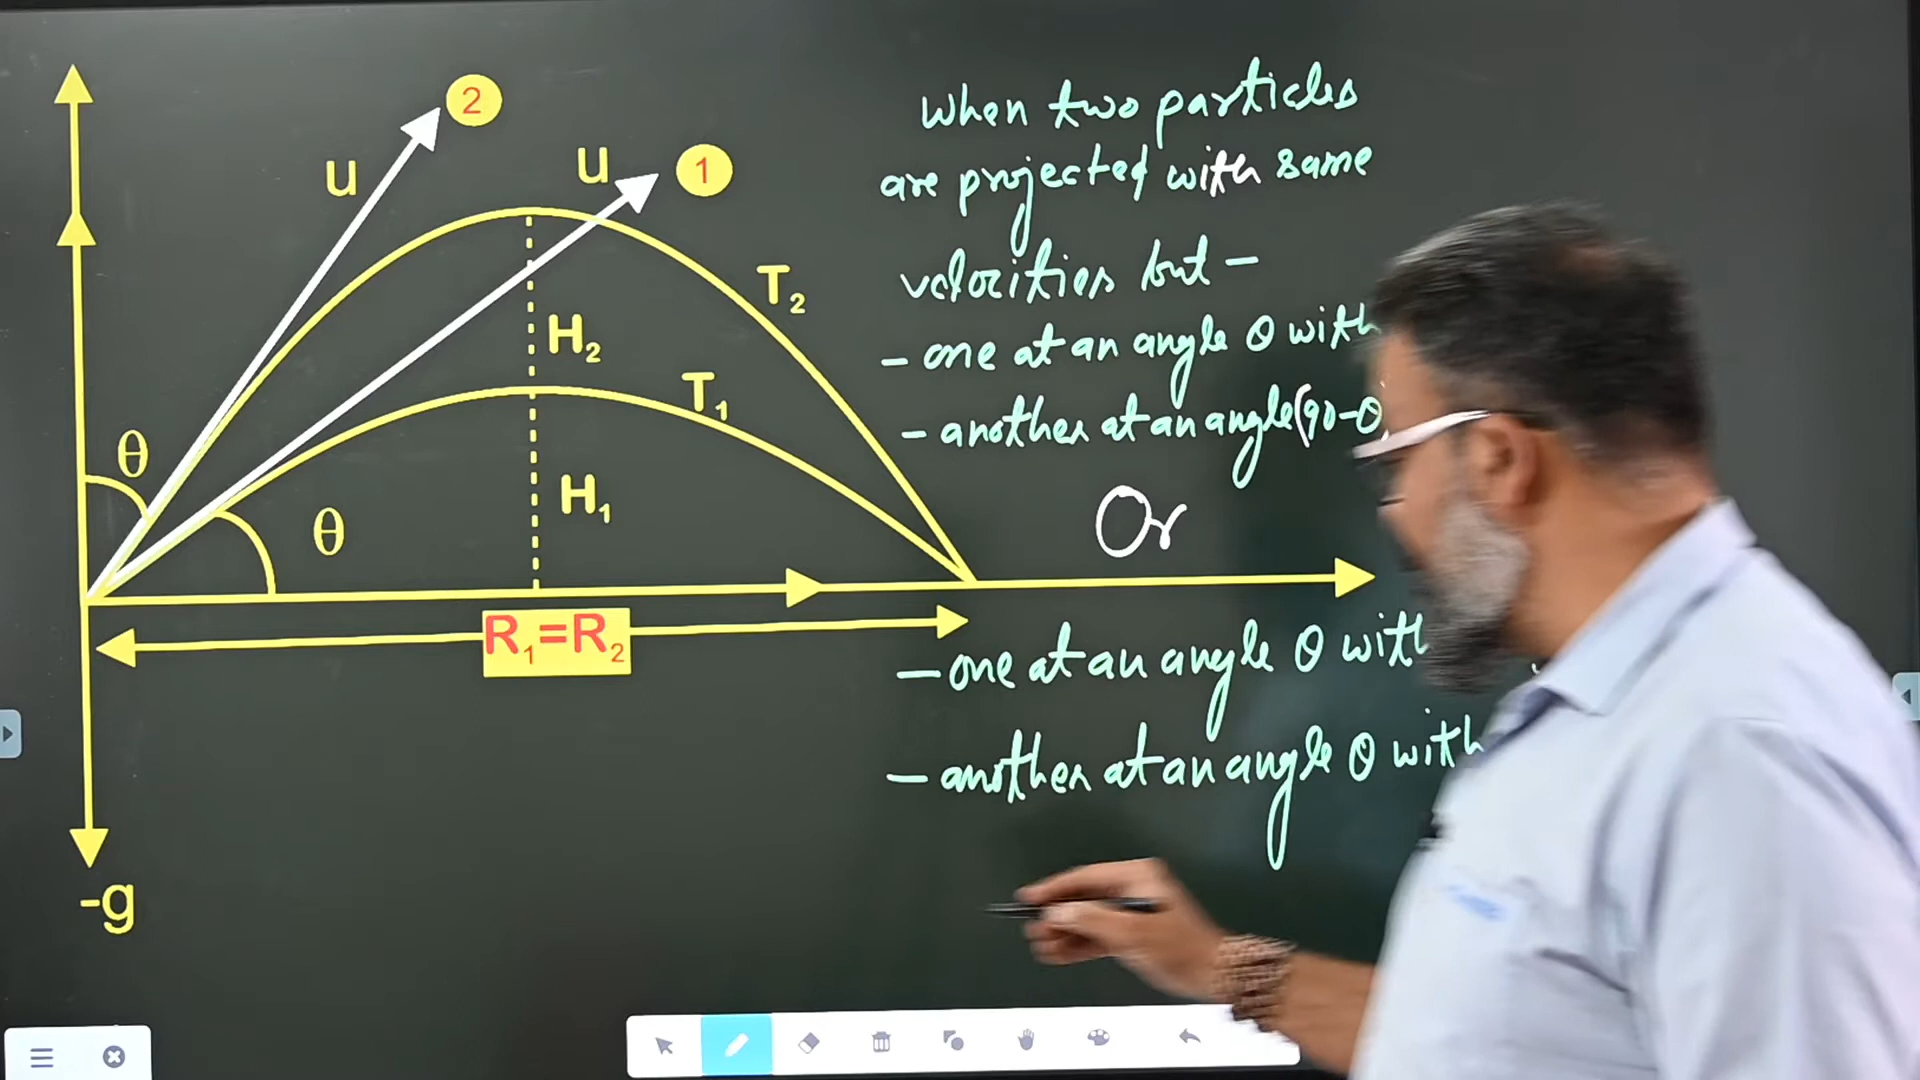 2
u
u
1
T2
H2
T1
θ
H1
θ
R1=R2
-g
When two particles
are projected with same
velocities but –
- one at an angle θ with
- another at an angle (90-θ
Or
- one at an angle θ with
- another at an angle θ with